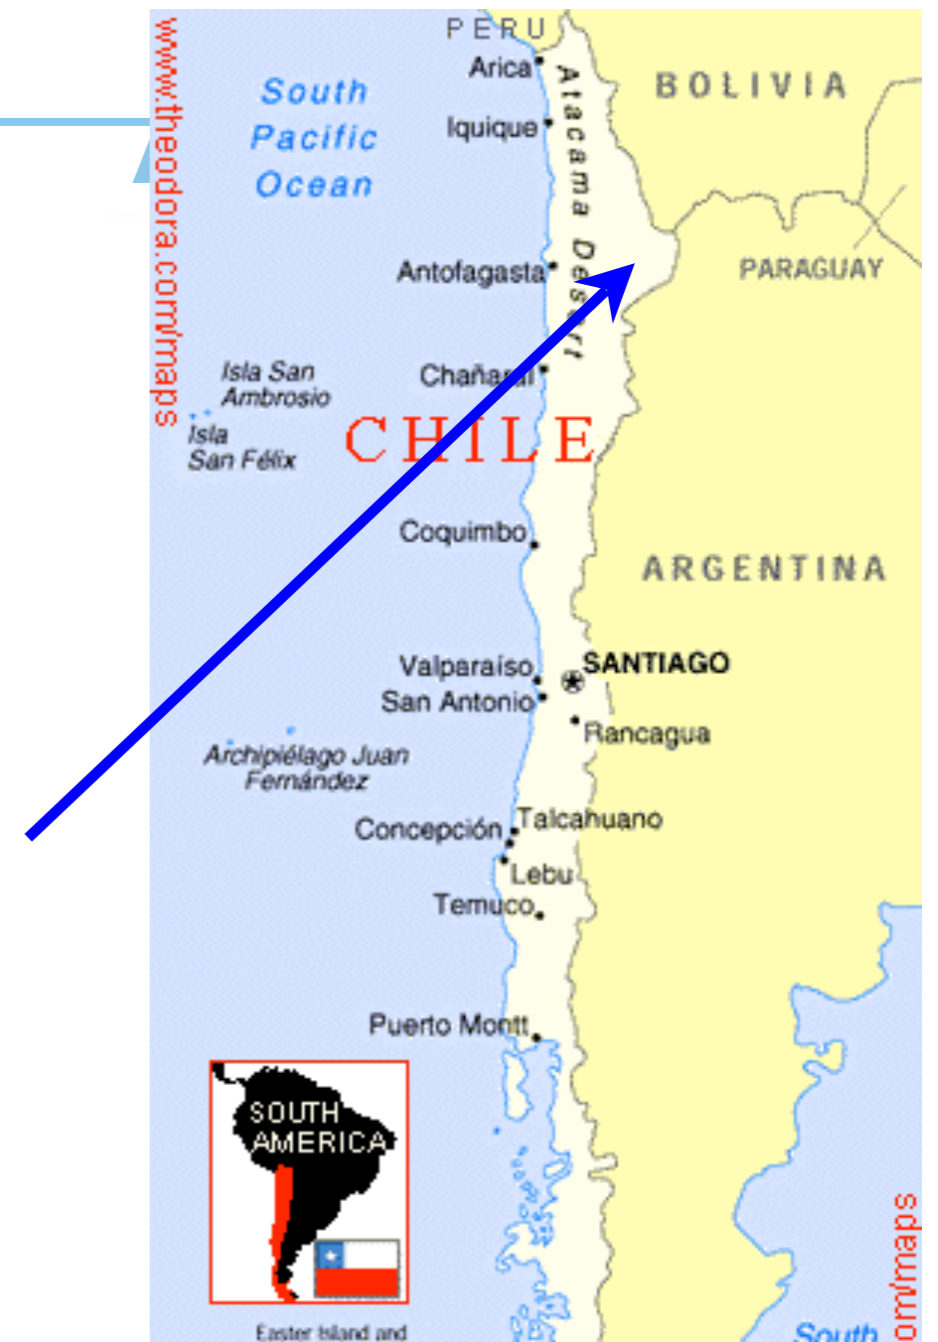 PERU
Arica
Atacama Desert
BOLIVIA
South
Pacific
Ocean
Iquique
www.theodora.com/maps
Antofagasta
PARAGUAY
Isla San
Ambrosio
Chañaral
Isla
San Félix
CHILE
Coquimbo
ARGENTINA
Valparaíso
SANTIAGO
San Antonio
Rancagua
Archipiélago Juan
Fernández
Talcahuano
Concepción
Lebu
Temuco
Puerto Montt
SOUTH
AMERICA
om/maps
Easter Island and
South